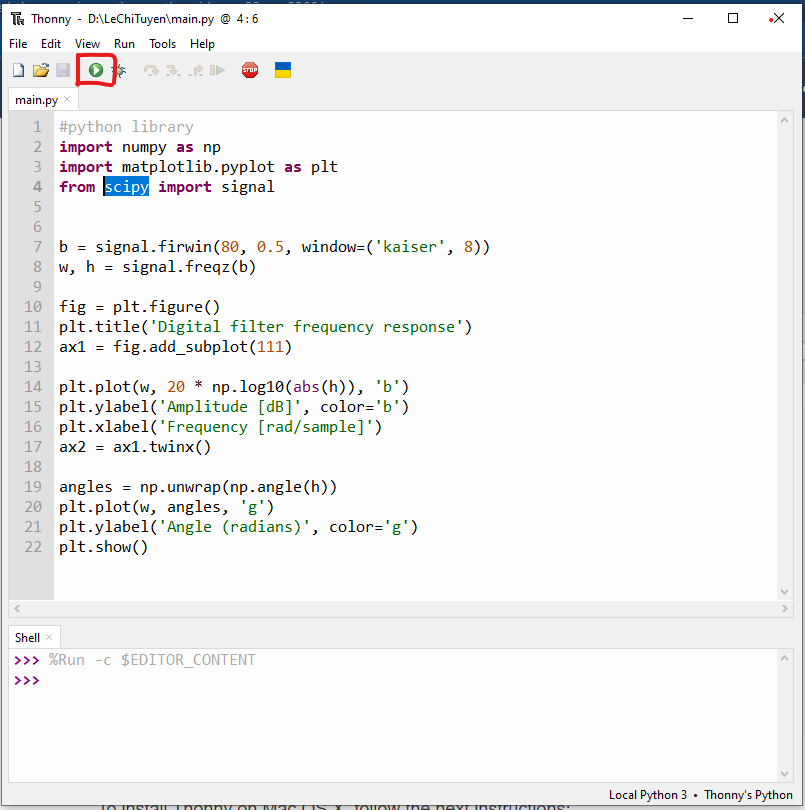 Thonny - D:\LeChiTuyen\main.py @ 4:6
File Edit View Run Tools Help
STOP
main.py ×
1 #python library
2 import numpy as np
3 import matplotlib.pyplot as plt
4 from scipy import signal
5
6
7 b = signal.firwin(80, 0.5, window=('kaiser', 8))
8 w, h = signal.freqz(b)
9
10 fig = plt.figure()
11 plt.title('Digital filter frequency response')
12 ax1 = fig.add_subplot(111)
13
14 plt.plot(w, 20 * np.log10(abs(h)), 'b')
15 plt.ylabel('Amplitude [dB]', color='b')
16 plt.xlabel('Frequency [rad/sample]')
17 ax2 = ax1.twinx()
18
19 angles = np.unwrap(np.angle(h))
20 plt.plot(w, angles, 'g')
21 plt.ylabel('Angle (radians)', color='g')
22 plt.show()
Shell ×
>>> %Run -c $EDITOR_CONTENT
>>>
Local Python 3 • Thonny's Python
To install Thonny on Mac OS X, follow the next instructions: